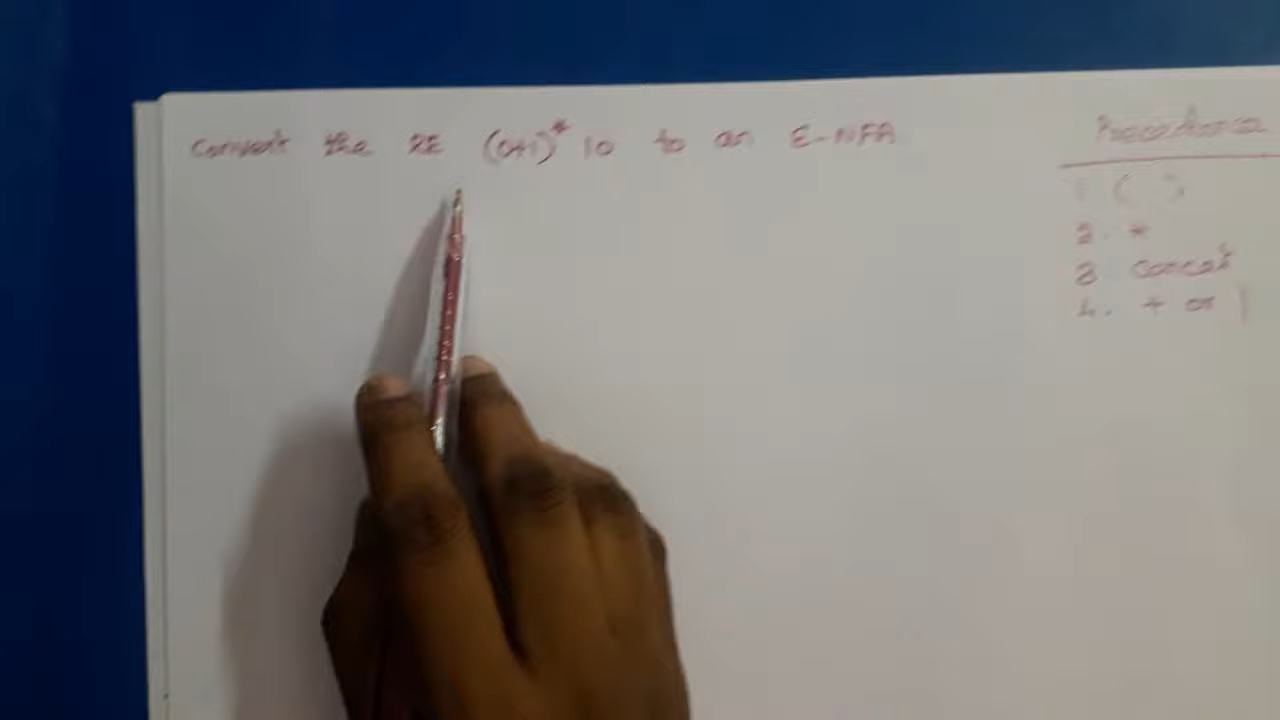 Convert the RE (0+1)* 10 to an E-NFA
Precedence
1 ( )
2. *
3 Concat
4. + or |